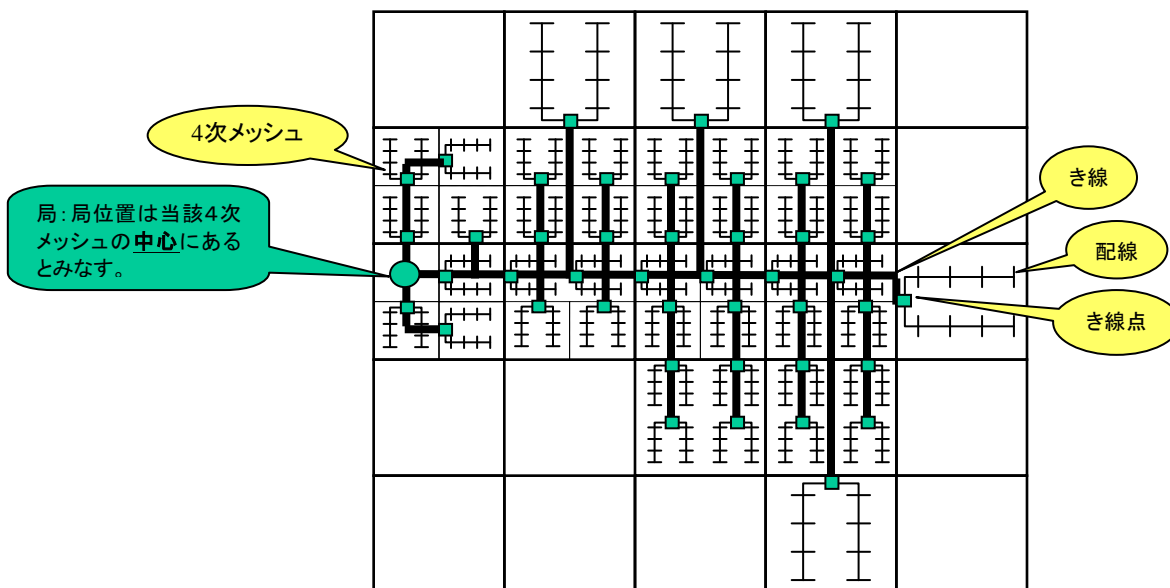 4次メッシュ
局：局位置は当該４次
メッシュの中心にある
とみなす。
き線
配線
き線点